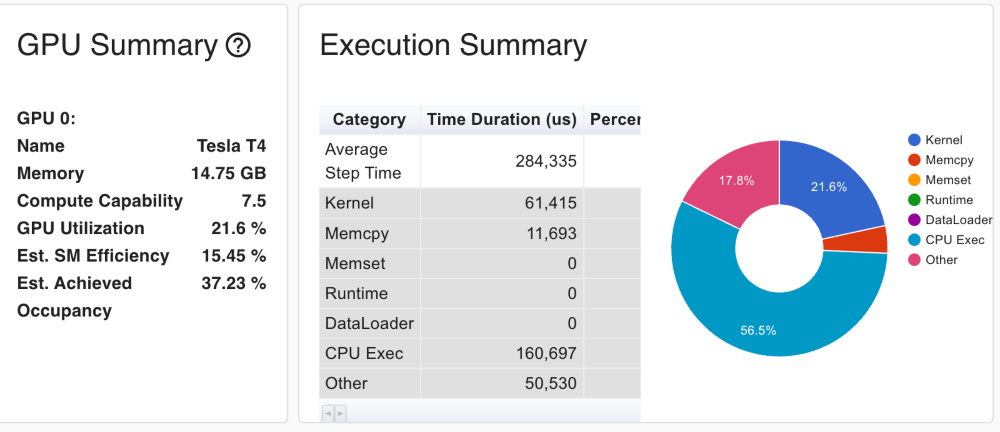 GPU Summary
GPU 0:
Name Tesla T4
Memory 14.75 GB
Compute Capability 7.5
GPU Utilization 21.6 %
Est. SM Efficiency 15.45 %
Est. Achieved 37.23 %
Occupancy
Execution Summary
Category Time Duration (us) Percen
Average
Step Time 284,335
Kernel 61,415
Memcpy 11,693
Memset 0
Runtime 0
DataLoader 0
CPU Exec 160,697
Other 50,530
17.8%
21.6%
56.5%
Kernel
Memcpy
Memset
Runtime
DataLoader
CPU Exec
Other